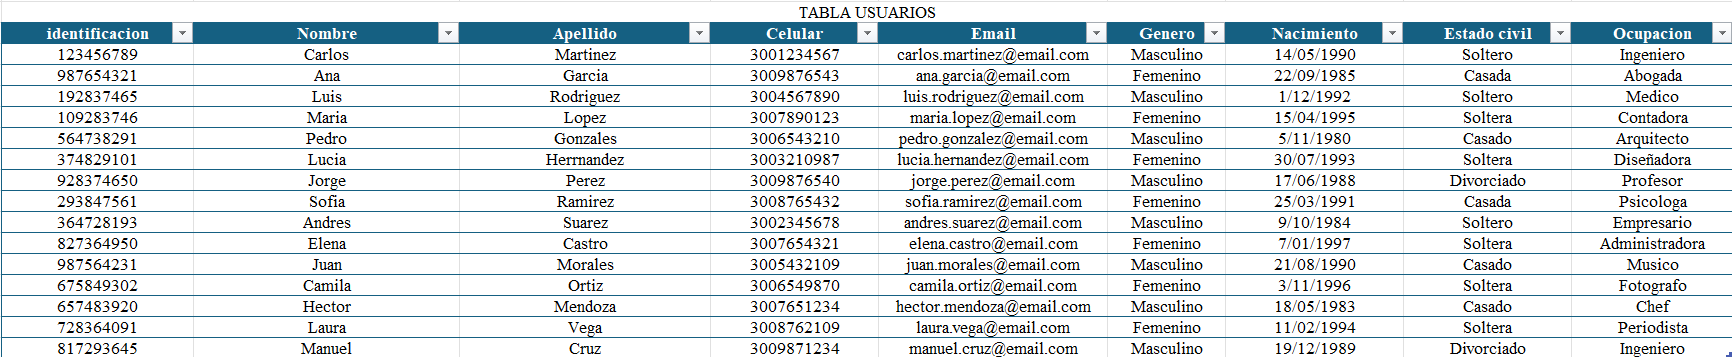 TABLA USUARIOS
identificacion Nombre Apellido Celular Email Genero Nacimiento Estado civil Ocupacion
123456789 Carlos Martinez 3001234567 carlos.martinez@email.com Masculino 14/05/1990 Soltero Ingeniero
987654321 Ana Garcia 3009876543 ana.garcia@email.com Femenino 22/09/1985 Casada Abogada
192837465 Luis Rodriguez 3004567890 luis.rodriguez@email.com Masculino 1/12/1992 Soltero Medico
109283746 Maria Lopez 3007890123 maria.lopez@email.com Femenino 15/04/1995 Soltera Contadora
564738291 Pedro Gonzales 3006543210 pedro.gonzalez@email.com Masculino 5/11/1980 Casado Arquitecto
374829101 Lucia Herrnandez 3003210987 lucia.hernandez@email.com Femenino 30/07/1993 Soltera Diseñadora
928374650 Jorge Perez 3009876540 jorge.perez@email.com Masculino 17/06/1988 Divorciado Profesor
293847561 Sofia Ramirez 3008765432 sofia.ramirez@email.com Femenino 25/03/1991 Casada Psicologa
364728193 Andres Suarez 3002345678 andres.suarez@email.com Masculino 9/10/1984 Soltero Empresario
827364950 Elena Castro 3007654321 elena.castro@email.com Femenino 7/01/1997 Soltera Administradora
987564231 Juan Morales 3005432109 juan.morales@email.com Masculino 21/08/1990 Casado Musico
675849302 Camila Ortiz 3006549870 camila.ortiz@email.com Femenino 3/11/1996 Soltera Fotografo
657483920 Hector Mendoza 3007651234 hector.mendoza@email.com Masculino 18/05/1983 Casado Chef
728364091 Laura Vega 3008762109 laura.vega@email.com Femenino 11/02/1994 Soltera Periodista
817293645 Manuel Cruz 3009871234 manuel.cruz@email.com Masculino 19/12/1989 Divorciado Ingeniero